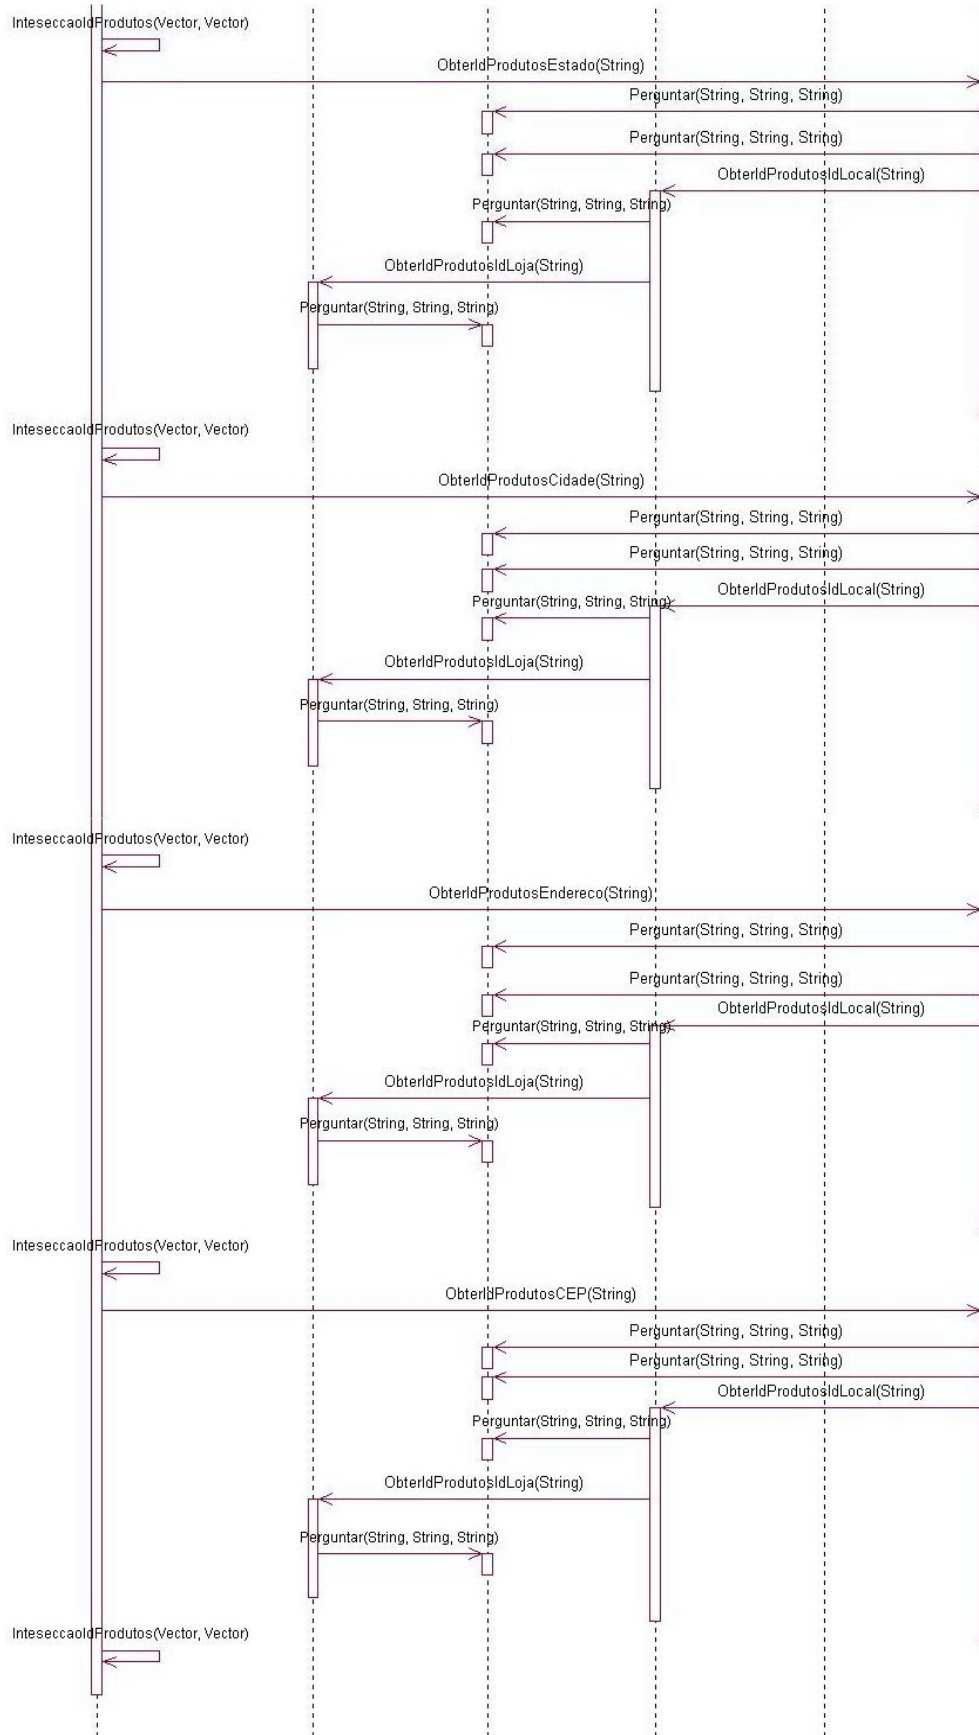 InteseccaoIdProdutos(Vector, Vector)
ObterIdProdutosEstado(String)
Perguntar(String, String, String)
Perguntar(String, String, String)
ObterIdProdutosIdLocal(String)
Perguntar(String, String, String)
ObterIdProdutosIdLoja(String)
Perguntar(String, String, String)
InteseccaoIdProdutos(Vector, Vector)
ObterIdProdutosCidade(String)
Perguntar(String, String, String)
Perguntar(String, String, String)
ObterIdProdutosIdLocal(String)
Perguntar(String, String, String)
ObterIdProdutosIdLoja(String)
Perguntar(String, String, String)
InteseccaoIdProdutos(Vector, Vector)
ObterIdProdutosEndereco(String)
Perguntar(String, String, String)
Perguntar(String, String, String)
ObterIdProdutosIdLocal(String)
Perguntar(String, String, String)
ObterIdProdutosIdLoja(String)
Perguntar(String, String, String)
InteseccaoIdProdutos(Vector, Vector)
ObterIdProdutosCEP(String)
Perguntar(String, String, String)
Perguntar(String, String, String)
ObterIdProdutosIdLocal(String)
Perguntar(String, String, String)
ObterIdProdutosIdLoja(String)
Perguntar(String, String, String)
InteseccaoIdProdutos(Vector, Vector)